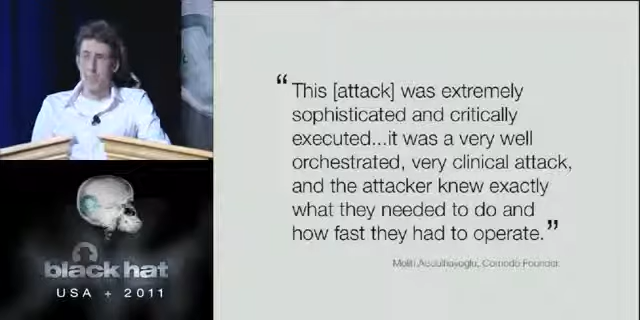 “ This [attack] was extremely
sophisticated and critically
executed...it was a very well
orchestrated, very clinical attack,
and the attacker knew exactly
what they needed to do and
how fast they had to operate.”
Comodo Founder
black hat
USA + 2011